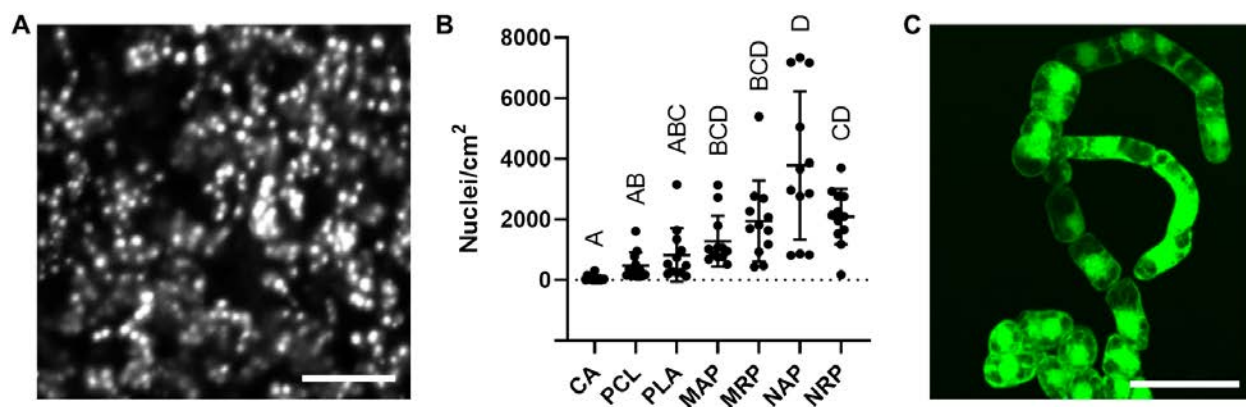 A
B
C
8000
6000
4000
2000
0
Nuclei/cm²
A
AB
ABC
BCD
BCD
D
CD
CA
PCL
PLA
MAP
MRP
NAP
NRP